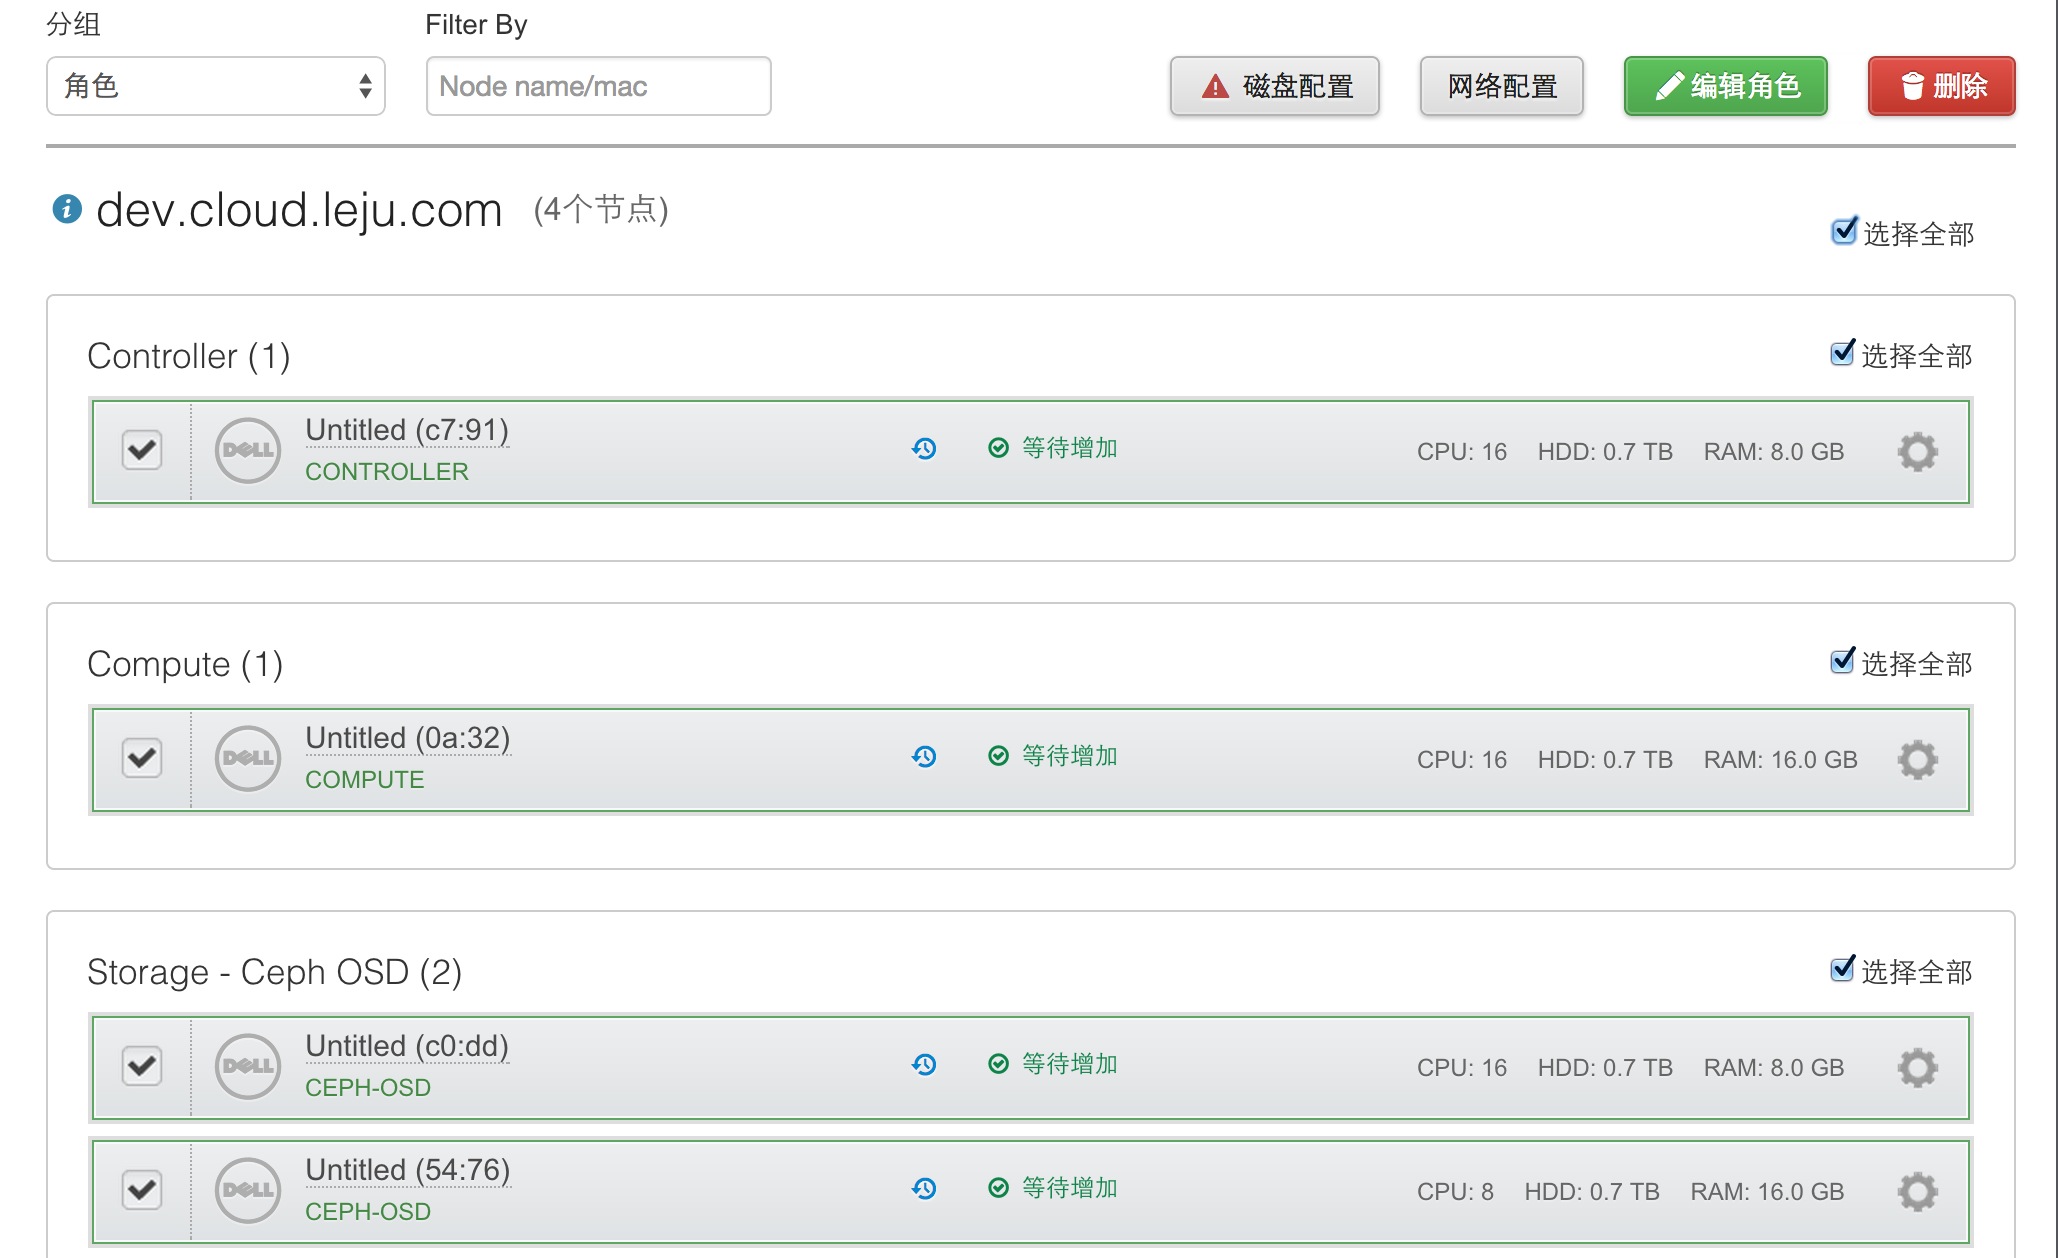 分组
Filter By
角色
Node name/mac
磁盘配置
网络配置
编辑角色
删除
dev.cloud.leju.com (4个节点)
选择全部
Controller (1)
选择全部
DELL
Untitled (c7:91)
CONTROLLER
等待增加
CPU: 16 HDD: 0.7 TB RAM: 8.0 GB
Compute (1)
选择全部
DELL
Untitled (0a:32)
COMPUTE
等待增加
CPU: 16 HDD: 0.7 TB RAM: 16.0 GB
Storage - Ceph OSD (2)
选择全部
DELL
Untitled (c0:dd)
CEPH-OSD
等待增加
CPU: 16 HDD: 0.7 TB RAM: 8.0 GB
DELL
Untitled (54:76)
CEPH-OSD
等待增加
CPU: 8 HDD: 0.7 TB RAM: 16.0 GB